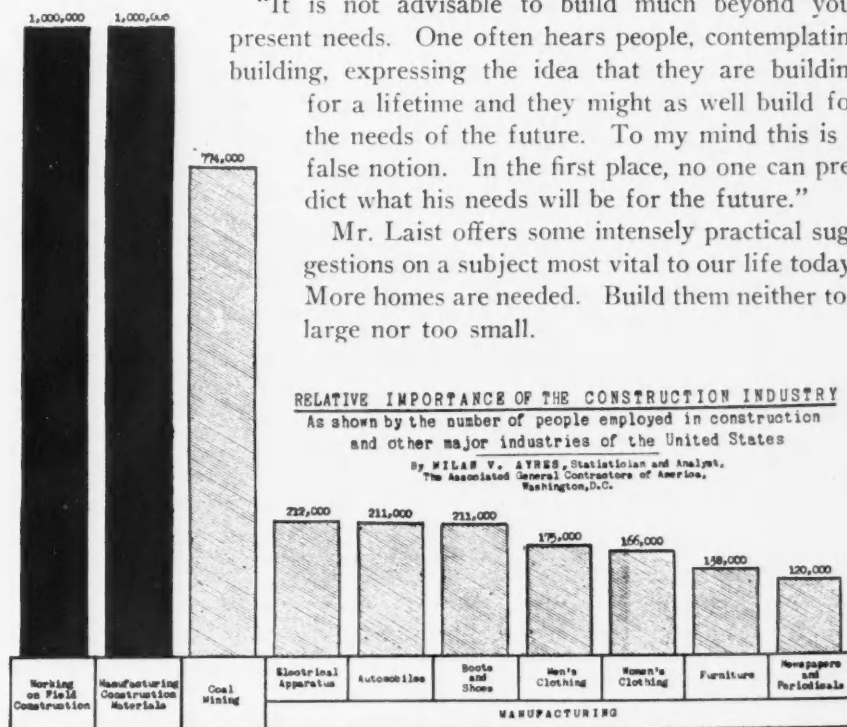 "It is not advisable to build much beyond you
present needs. One often hears people, contemplatin
building, expressing the idea that they are buildin
for a lifetime and they might as well build fo
the needs of the future. To my mind this is
false notion. In the first place, no one can pre
dict what his needs will be for the future."
Mr. Laist offers some intensely practical sug
gestions on a subject most vital to our life today
More homes are needed. Build them neither to
large nor too small.
RELATIVE IMPORTANCE OF THE CONSTRUCTION INDUSTRY
As shown by the number of people employed in construction
and other major industries of the United States
By MILAN V. AYRES, Statistician and Analyst,
The Associated General Contractors of America,
Washington, D.C.
1,000,000
1,000,000
774,000
212,000
211,000
211,000
175,000
166,000
138,000
120,000
Working
on Field
Construction
Manufacturing
Construction
Materials
Coal
Mining
Electrical
Apparatus
Automobiles
Boots
and
Shoes
Men's
Clothing
Women's
Clothing
Furniture
Newspapers
and
Periodicals
MANUFACTURING